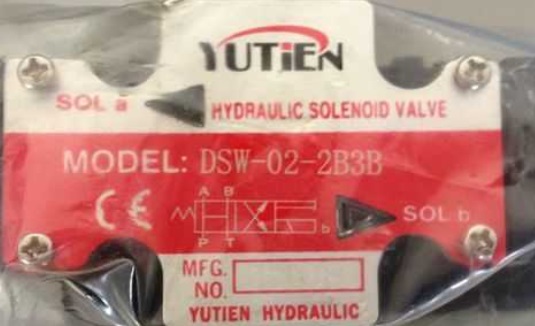 YUTIEN
SOL a
HYDRAULIC SOLENOID VALVE
MODEL: DSW-02-2B3B
CE
A B
b
SOL b
P T
MFG.
NO.
YUTIEN HYDRAULIC